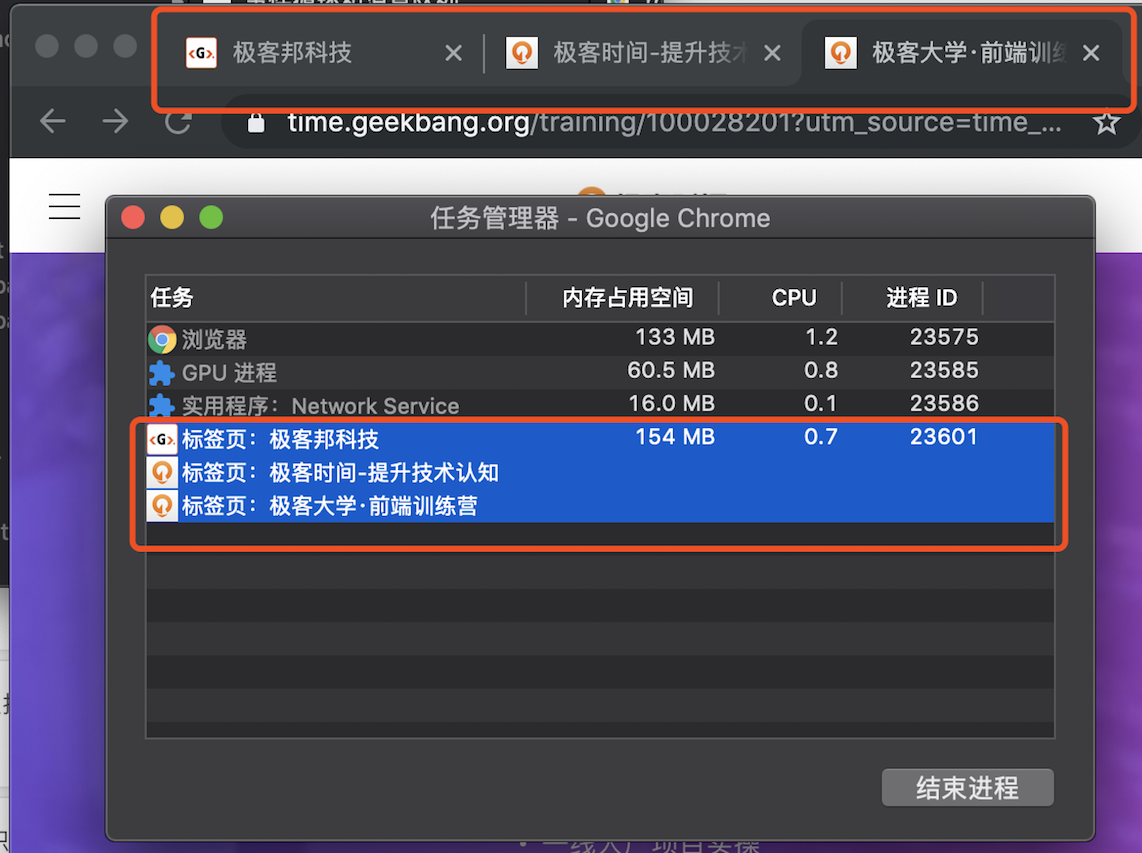 极客邦科技
极客时间-提升技术
极客大学·前端训练
time.geekbang.org/training/100028201?utm_source=time_...
任务管理器 - Google Chrome
任务 内存占用空间 CPU 进程 ID
浏览器 133 MB 1.2 23575
GPU 进程 60.5 MB 0.8 23585
实用程序：Network Service 16.0 MB 0.1 23586
<G>. 标签页：极客邦科技 154 MB 0.7 23601
标签页：极客时间-提升技术认知
标签页：极客大学·前端训练营
结束进程